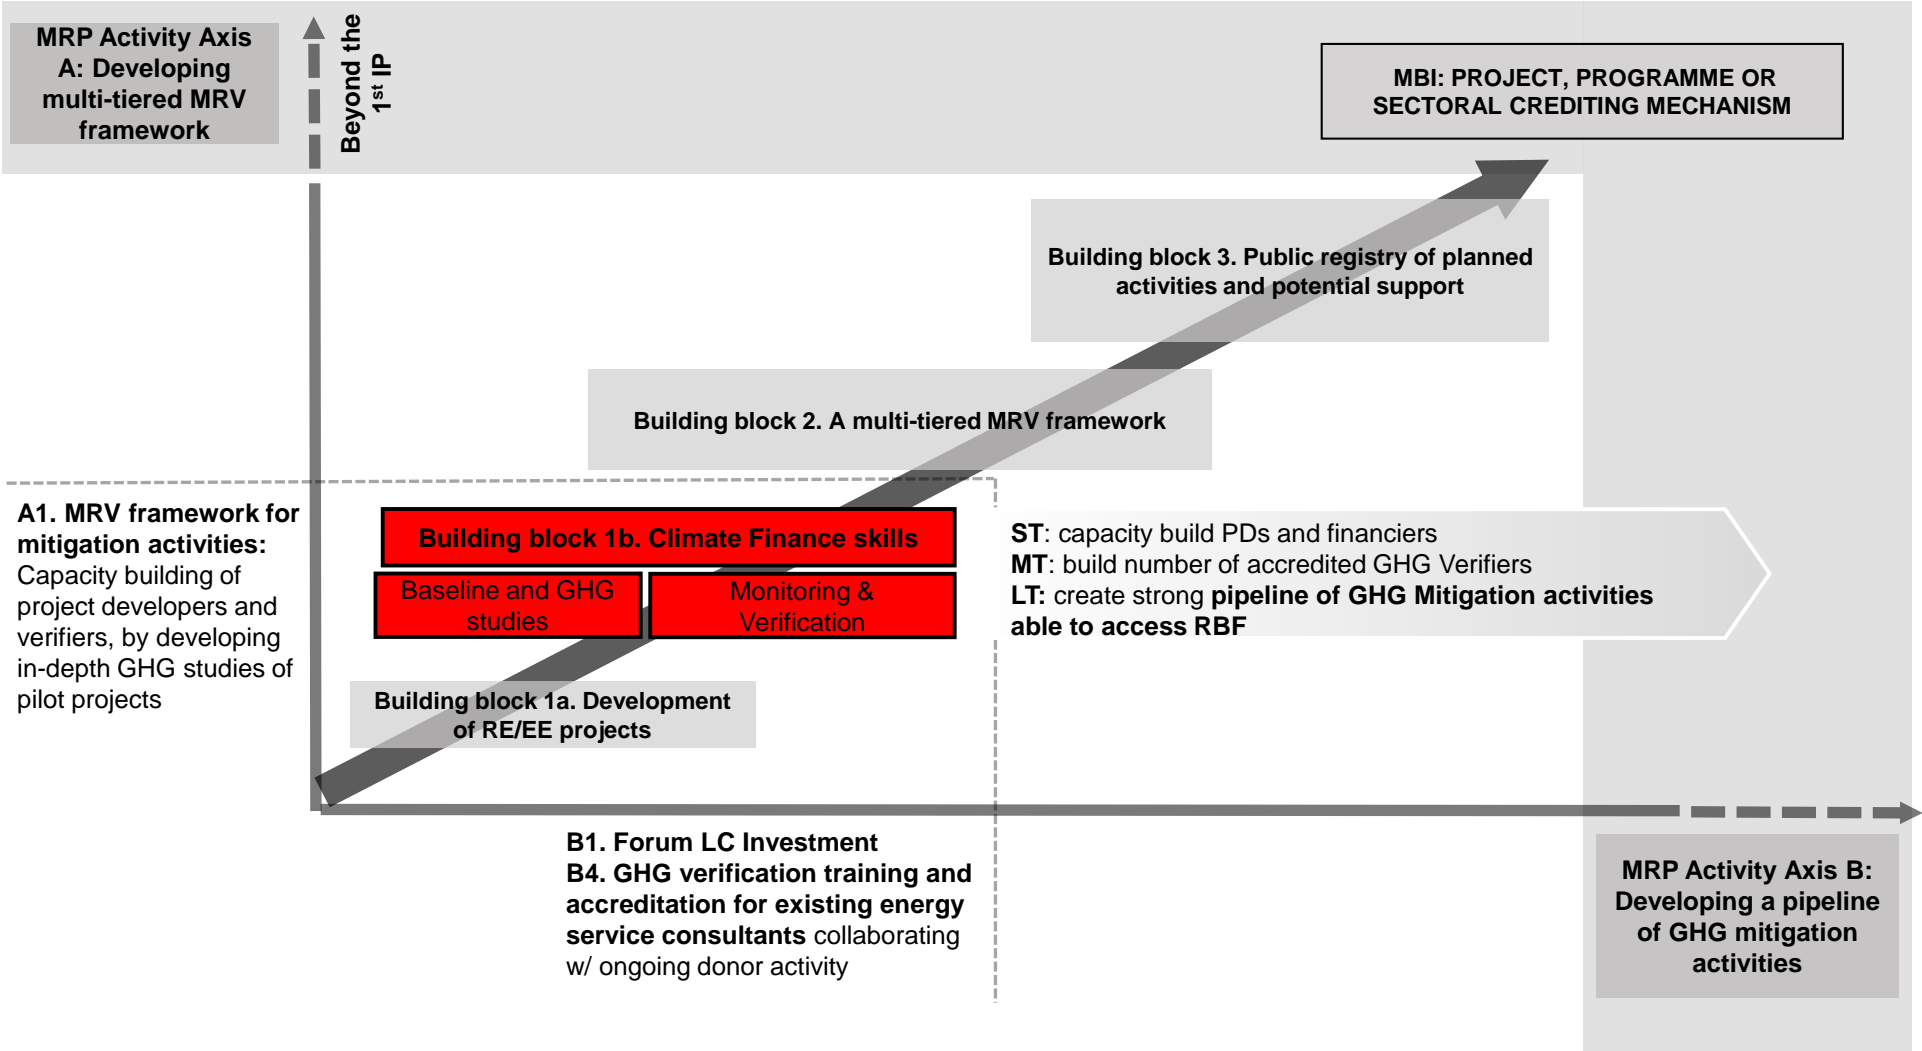 MRP Activity Axis
A: Developing
multi-tiered MRV
framework
Beyond the
1st IP
MBI: PROJECT, PROGRAMME OR
SECTORAL CREDITING MECHANISM
Building block 3. Public registry of planned
activities and potential support
Building block 2. A multi-tiered MRV framework
A1. MRV framework for
mitigation activities:
Capacity building of
project developers and
verifiers, by developing
in-depth GHG studies of
pilot projects
Building block 1b. Climate Finance skills
Baseline and GHG
studies
Monitoring &
Verification
ST: capacity build PDs and financiers
MT: build number of accredited GHG Verifiers
LT: create strong pipeline of GHG Mitigation activities
able to access RBF
Building block 1a. Development
of RE/EE projects
B1. Forum LC Investment
B4. GHG verification training and
accreditation for existing energy
service consultants collaborating
w/ ongoing donor activity
MRP Activity Axis B:
Developing a pipeline
of GHG mitigation
activities